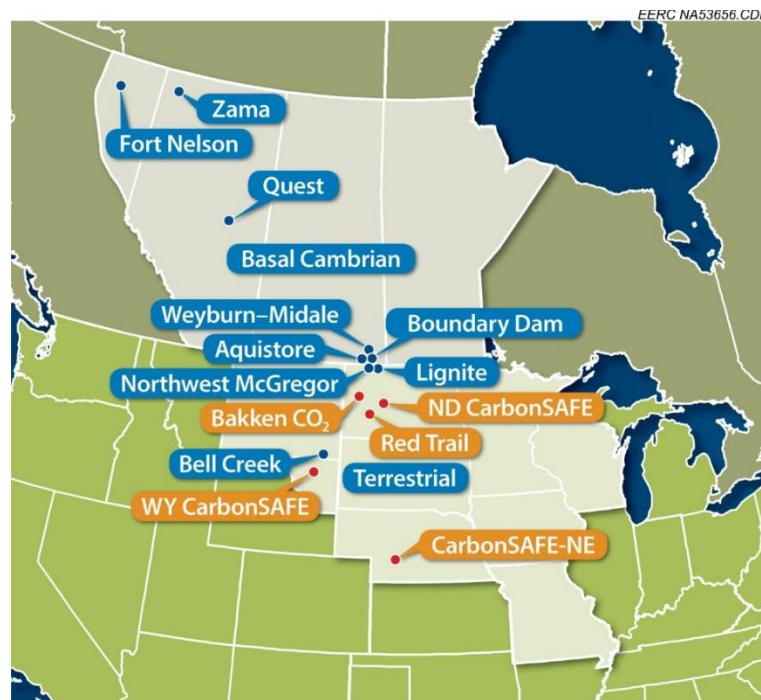 EERC NA53656.CD
Zama
Fort Nelson
Quest
Basal Cambrian
Weyburn–Midale
Boundary Dam
Aquistore
Northwest McGregor
Lignite
Bakken CO₂
ND CarbonSAFE
Red Trail
Bell Creek
Terrestrial
WY CarbonSAFE
CarbonSAFE-NE